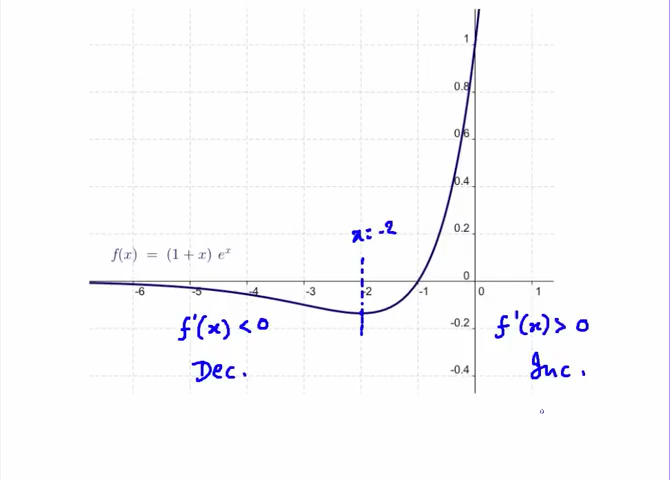 1
0.8
0.6
0.4
0.2
x = -2
f(x) = (1 + x) eˣ
0
-6 -5 -4 -3 -2 -1 0 1
-0.2
f'(x) < 0 f'(x) > 0
Dec. Inc.
-0.4